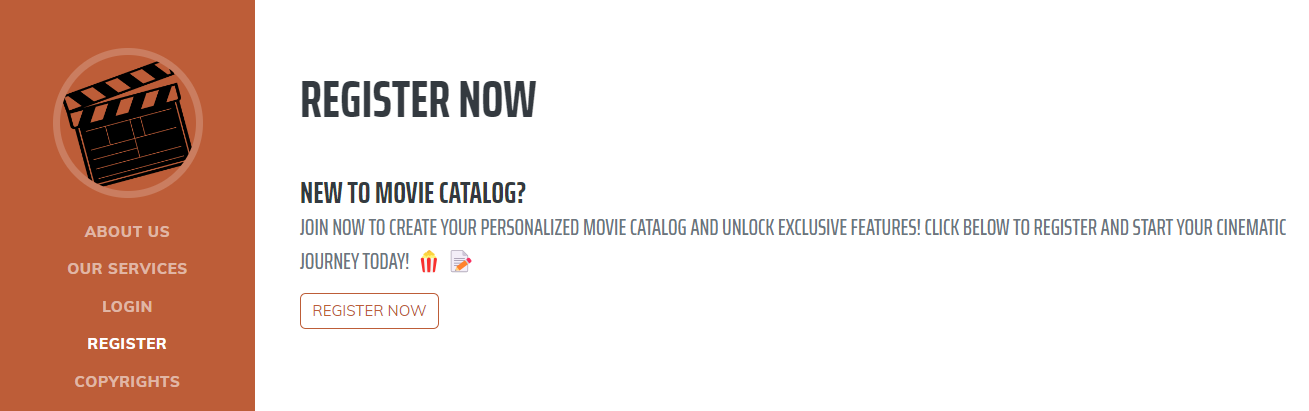 ABOUT US
OUR SERVICES
LOGIN
REGISTER
COPYRIGHTS
REGISTER NOW
NEW TO MOVIE CATALOG?
JOIN NOW TO CREATE YOUR PERSONALIZED MOVIE CATALOG AND UNLOCK EXCLUSIVE FEATURES! CLICK BELOW TO REGISTER AND START YOUR CINEMATIC
JOURNEY TODAY! 🍿 📝
REGISTER NOW